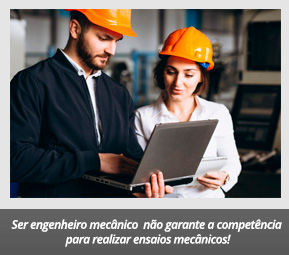 Ser engenheiro mecânico não garante a competência
para realizar ensaios mecânicos!